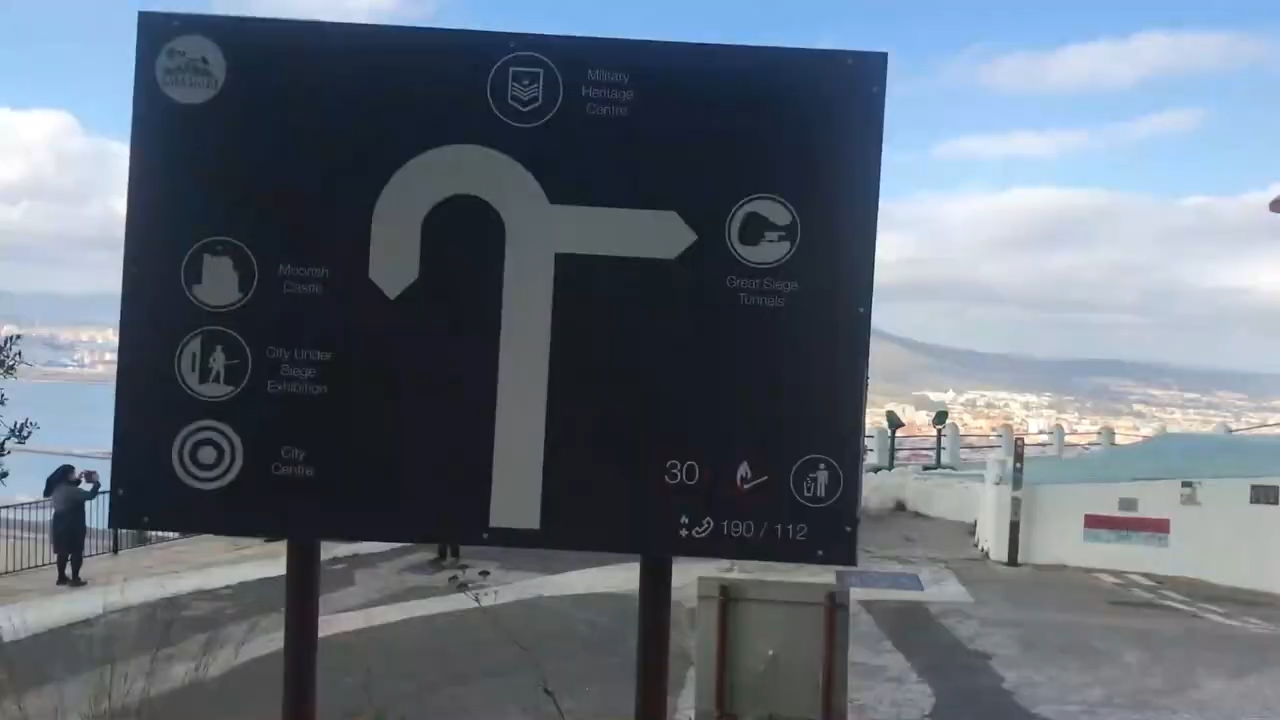 Military
Heritage
Centre
Moorish
Castle
Great Siege
Tunnels
City Under
Siege
Exhibition
City
Centre
30
190 / 112